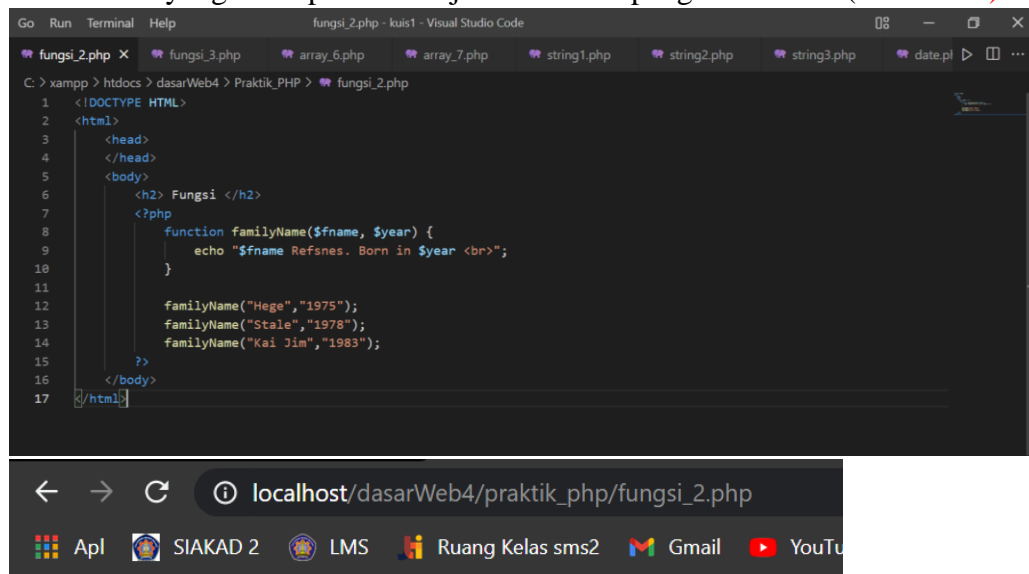 Go Run Terminal Help fungsi_2.php - kuis1 - Visual Studio Code
fungsi_2.php fungsi_3.php array_6.php array_7.php string1.php string2.php string3.php
C: > xampp > htdocs > dasarWeb4 > Praktik_PHP > fungsi_2.php
1 <!DOCTYPE HTML>
2 <html>
3 <head>
4 </head>
5 <body>
6 <h2> Fungsi </h2>
7 <?php
8 function familyName($fname, $year) {
9 echo "$fname Refsnes. Born in $year <br>";
10 }
11
12 familyName("Hege","1975");
13 familyName("Stale","1978");
14 familyName("Kai Jim","1983");
15 ?>
16 </body>
17 </html>
localhost/dasarWeb4/praktik_php/fungsi_2.php
Apl SIAKAD 2 LMS Ruang Kelas sms2 Gmail YouTu